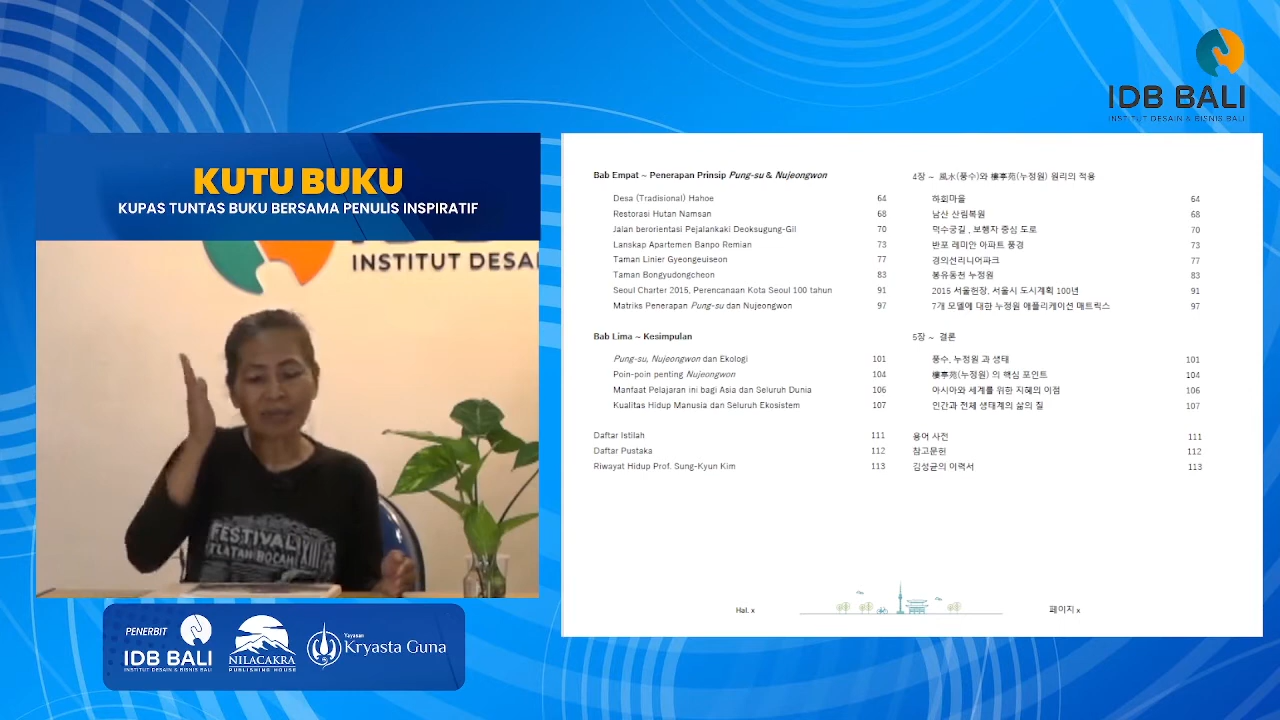 IDB BALI
INSTITUT DESAIN & BISNIS BALI
KUTU BUKU
KUPAS TUNTAS BUKU BERSAMA PENULIS INSPIRATIF
INSTITUT DESAI
FESTIVAL
TLATAH BOCAH XIII
PENERBIT
IDB BALI
INSTITUT DESAIN & BISNIS BALI
NILACAKRA
PUBLISHING HOUSE
Yayasan
Kryasta Guna
Bab Empat ~ Penerapan Prinsip Pung-su & Nujeongwon
Desa (Tradisional) Hahoe 64
Restorasi Hutan Namsan 68
Jalan berorientasi Pejalankaki Deoksugung-Gil 70
Lanskap Apartemen Banpo Remian 73
Taman Linier Gyeongeuiseon 77
Taman Bongyudongcheon 83
Seoul Charter 2015, Perencanaan Kota Seoul 100 tahun 91
Matriks Penerapan Pung-su dan Nujeongwon 97
Bab Lima ~ Kesimpulan
Pung-su, Nujeongwon dan Ekologi 101
Poin-poin penting Nujeongwon 104
Manfaat Pelajaran ini bagi Asia dan Seluruh Dunia 106
Kualitas Hidup Manusia dan Seluruh Ekosistem 107
Daftar Istilah 111
Daftar Pustaka 112
Riwayat Hidup Prof. Sung-Kyun Kim 113
4장 ~ 風水(풍수)와 樓亭苑(누정원) 원리의 적용
하회마을 64
남산 산림복원 68
덕수궁길 , 보행자 중심 도로 70
반포 레미안 아파트 풍경 73
경의선리니어파크 77
봉유동천 누정원 83
2015 서울헌장, 서울시 도시계획 100년 91
7개 모델에 대한 누정원 애플리케이션 매트릭스 97
5장 ~ 결론
풍수, 누정원 과 생태 101
樓亭苑(누정원) 의 핵심 포인트 104
아시아와 세계를 위한 지혜의 이점 106
인간과 전체 생태계의 삶의 질 107
용어 사전 111
참고문헌 112
김성균의 이력서 113
Hal. x
페이지 x